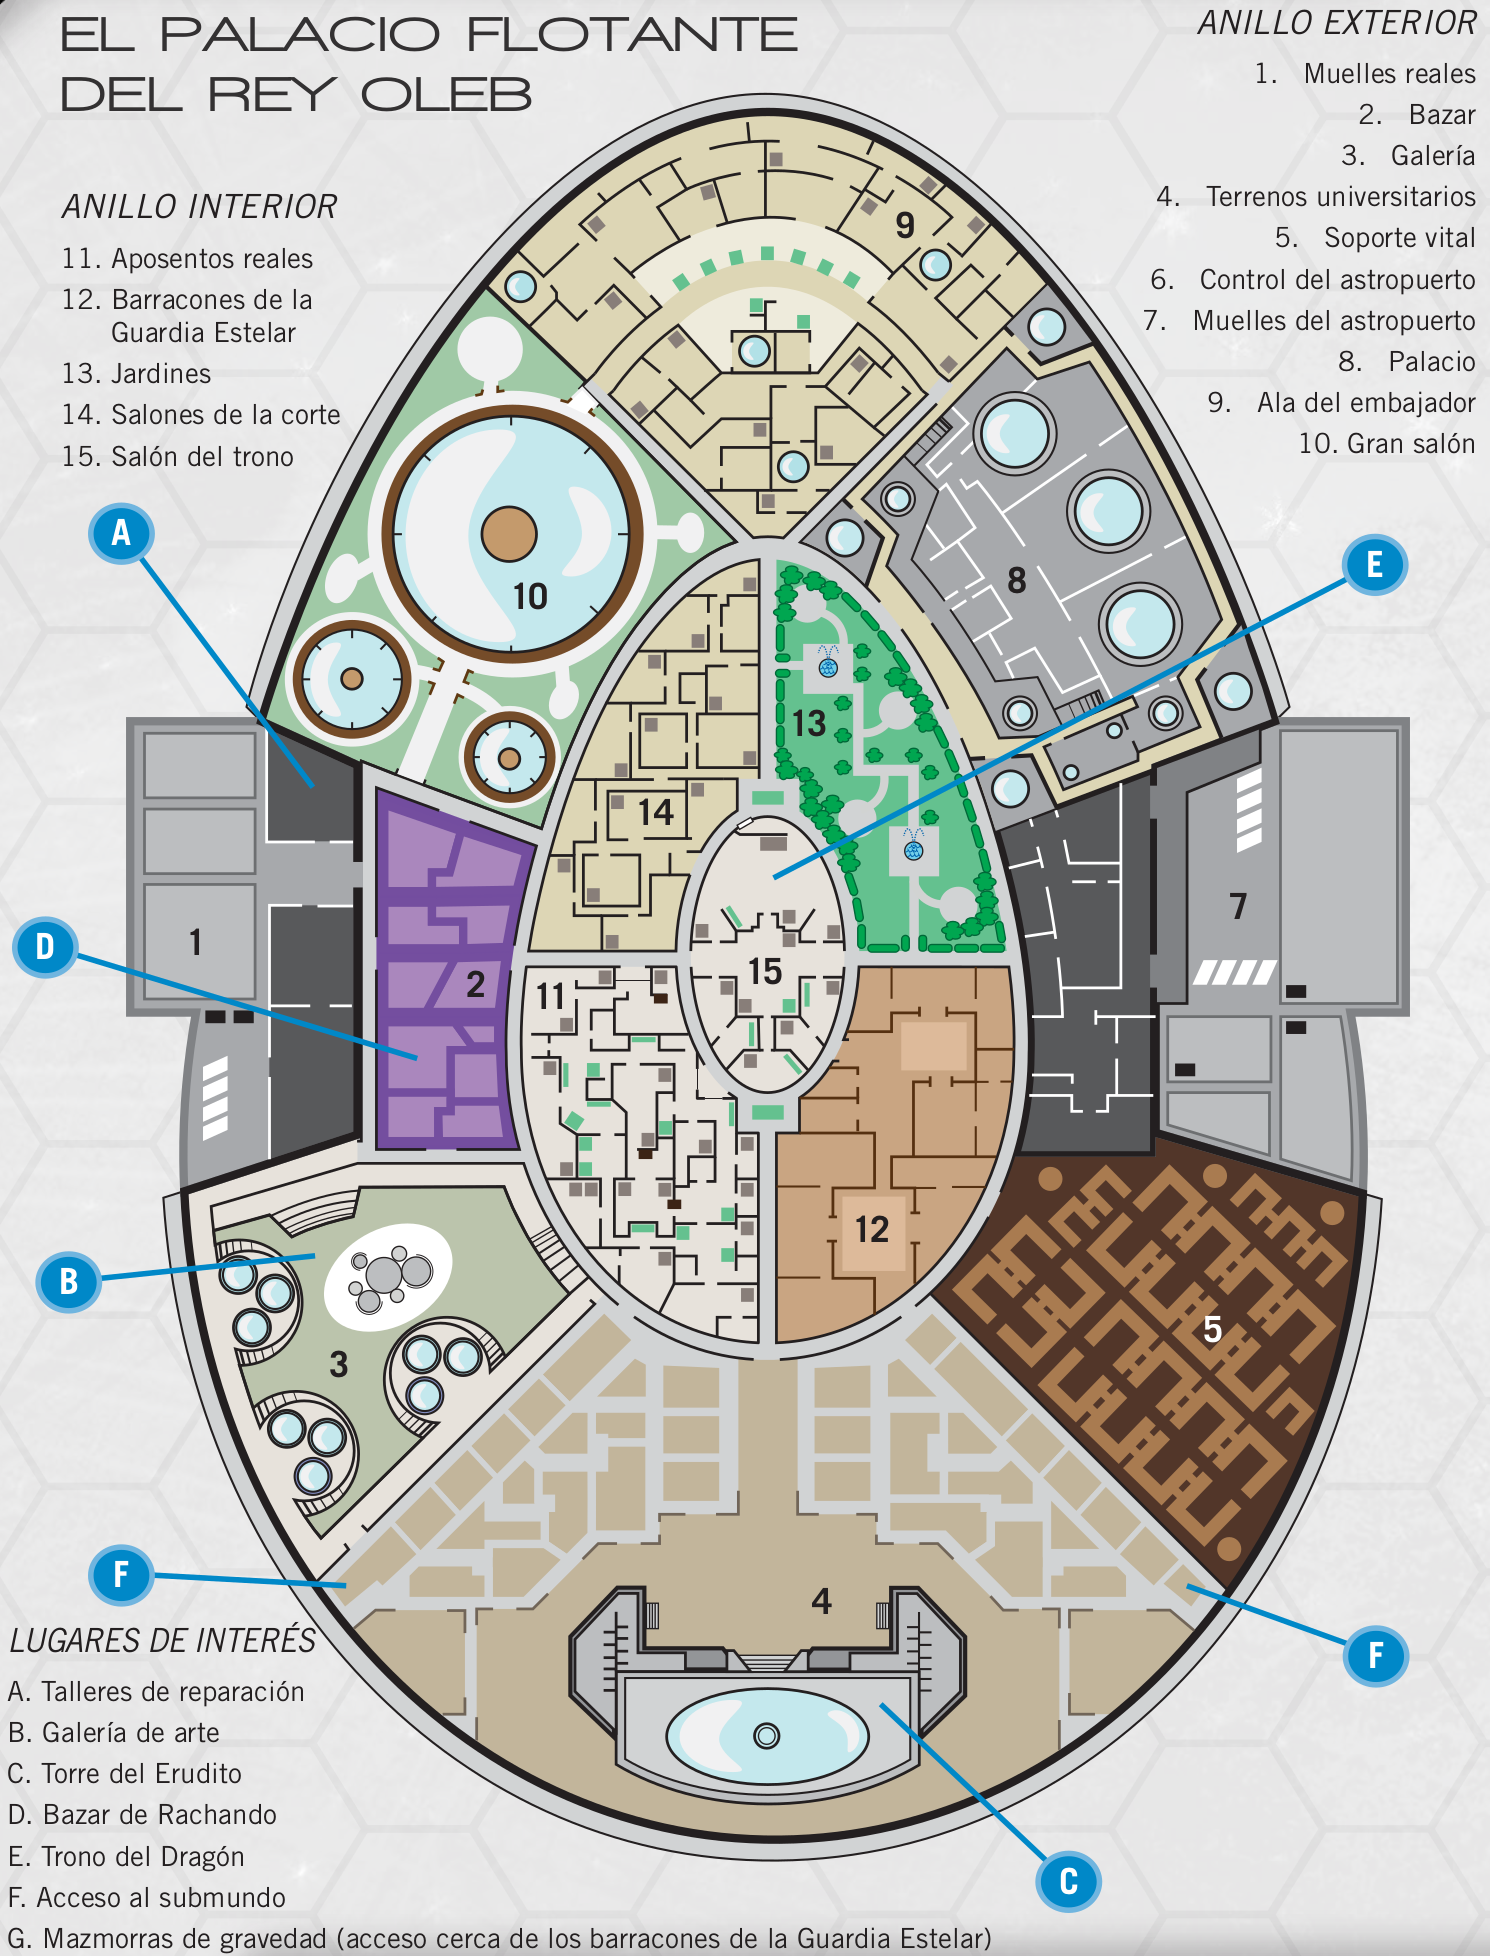 EL PALACIO FLOTANTE
DEL REY OLEB
ANILLO EXTERIOR
1. Muelles reales
2. Bazar
3. Galería
4. Terrenos universitarios
5. Soporte vital
6. Control del astropuerto
7. Muelles del astropuerto
8. Palacio
9. Ala del embajador
10. Gran salón
ANILLO INTERIOR
11. Aposentos reales
12. Barracones de la
Guardia Estelar
13. Jardines
14. Salones de la corte
15. Salón del trono
9
A
E
8
10
13
14
7
1
D
2
15
11
12
B
5
3
F
4
F
C
LUGARES DE INTERÉS
A. Talleres de reparación
B. Galería de arte
C. Torre del Erudito
D. Bazar de Rachando
E. Trono del Dragón
F. Acceso al submundo
G. Mazmorras de gravedad (acceso cerca de los barracones de la Guardia Estelar)